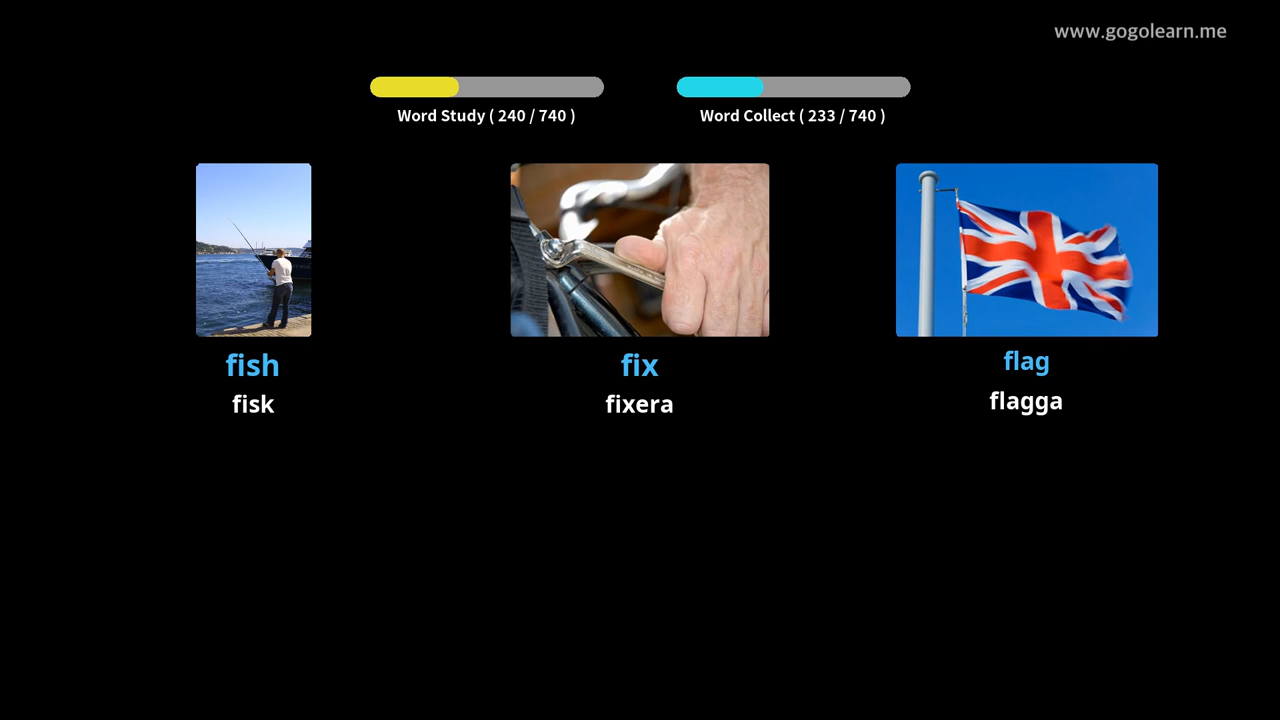 www.gogolearn.me
Word Study ( 240 / 740 )
Word Collect ( 233 / 740 )
fish
fix
flag
fisk
fixera
flagga